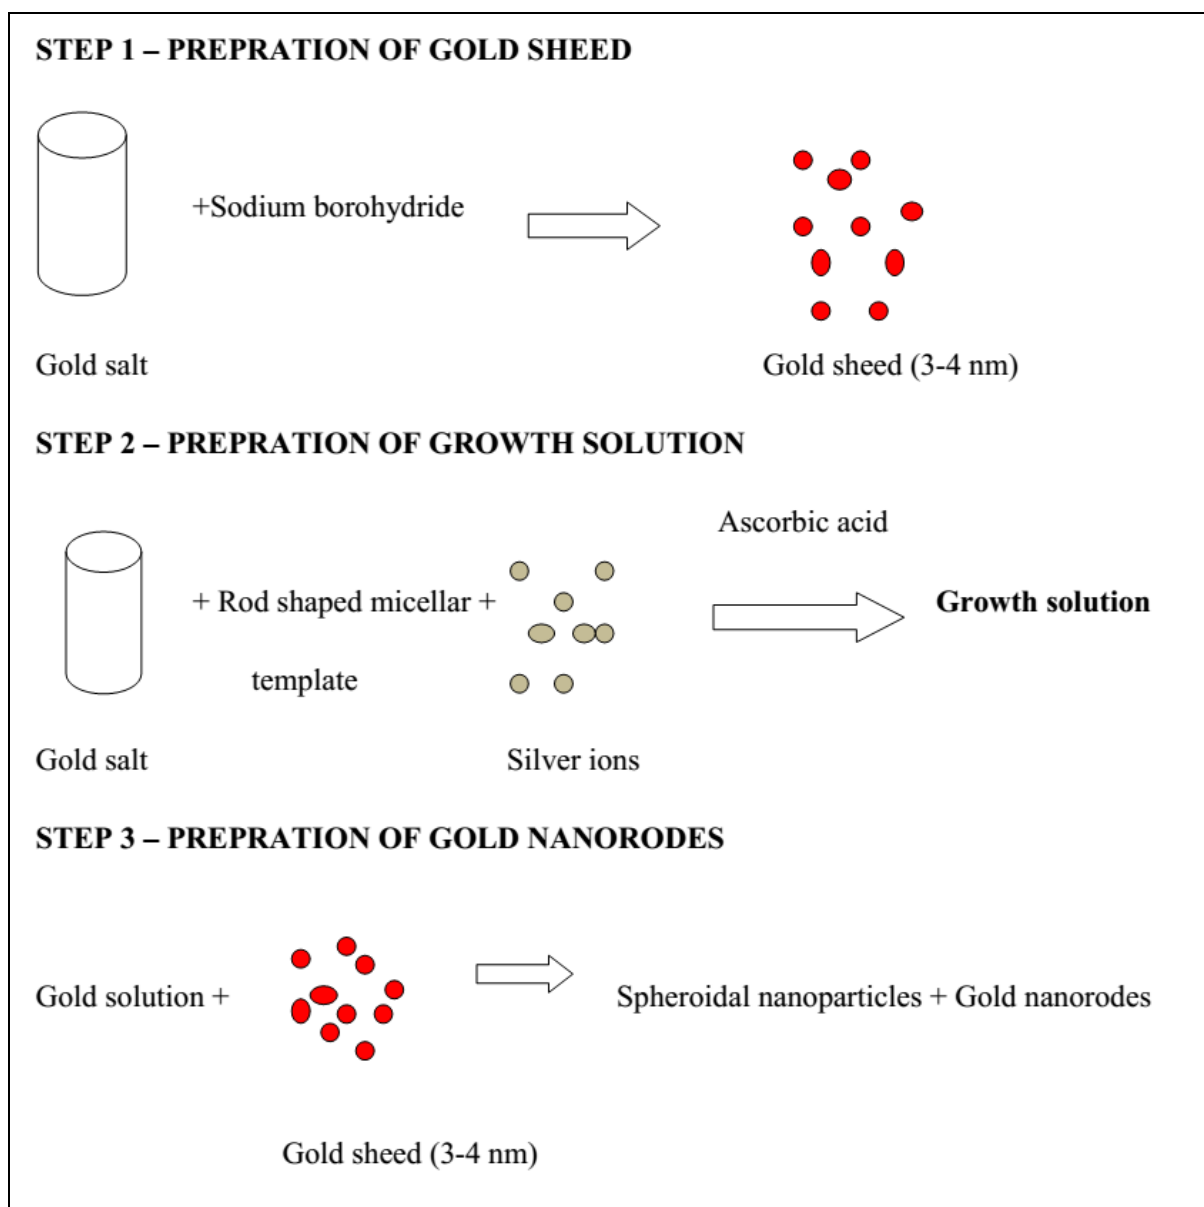 STEP 1 – PREPRATION OF GOLD SHEED
+Sodium borohydride
Gold salt
Gold sheed (3-4 nm)
STEP 2 – PREPRATION OF GROWTH SOLUTION
Ascorbic acid
+ Rod shaped micellar +
Growth solution
template
Gold salt
Silver ions
STEP 3 – PREPRATION OF GOLD NANORODES
Gold solution +
Spheroidal nanoparticles + Gold nanorodes
Gold sheed (3-4 nm)